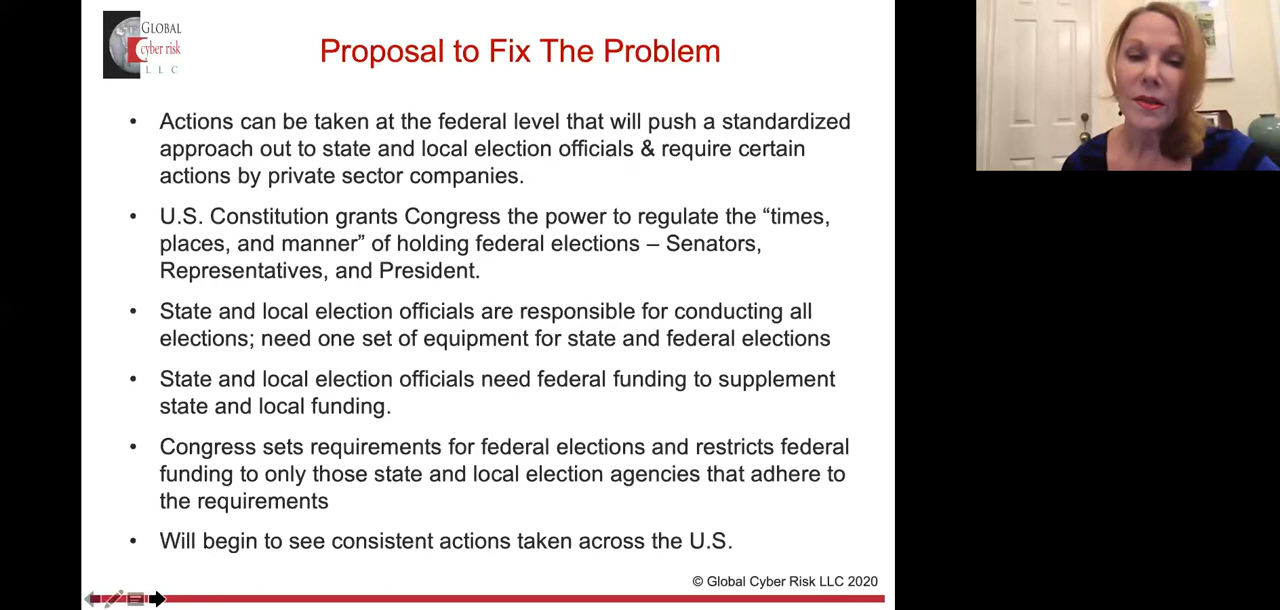 GLOBAL
cyber risk
L L C
Proposal to Fix The Problem
• Actions can be taken at the federal level that will push a standardized
approach out to state and local election officials & require certain
actions by private sector companies.
• U.S. Constitution grants Congress the power to regulate the “times,
places, and manner” of holding federal elections – Senators,
Representatives, and President.
• State and local election officials are responsible for conducting all
elections; need one set of equipment for state and federal elections
• State and local election officials need federal funding to supplement
state and local funding.
• Congress sets requirements for federal elections and restricts federal
funding to only those state and local election agencies that adhere to
the requirements
• Will begin to see consistent actions taken across the U.S.
© Global Cyber Risk LLC 2020